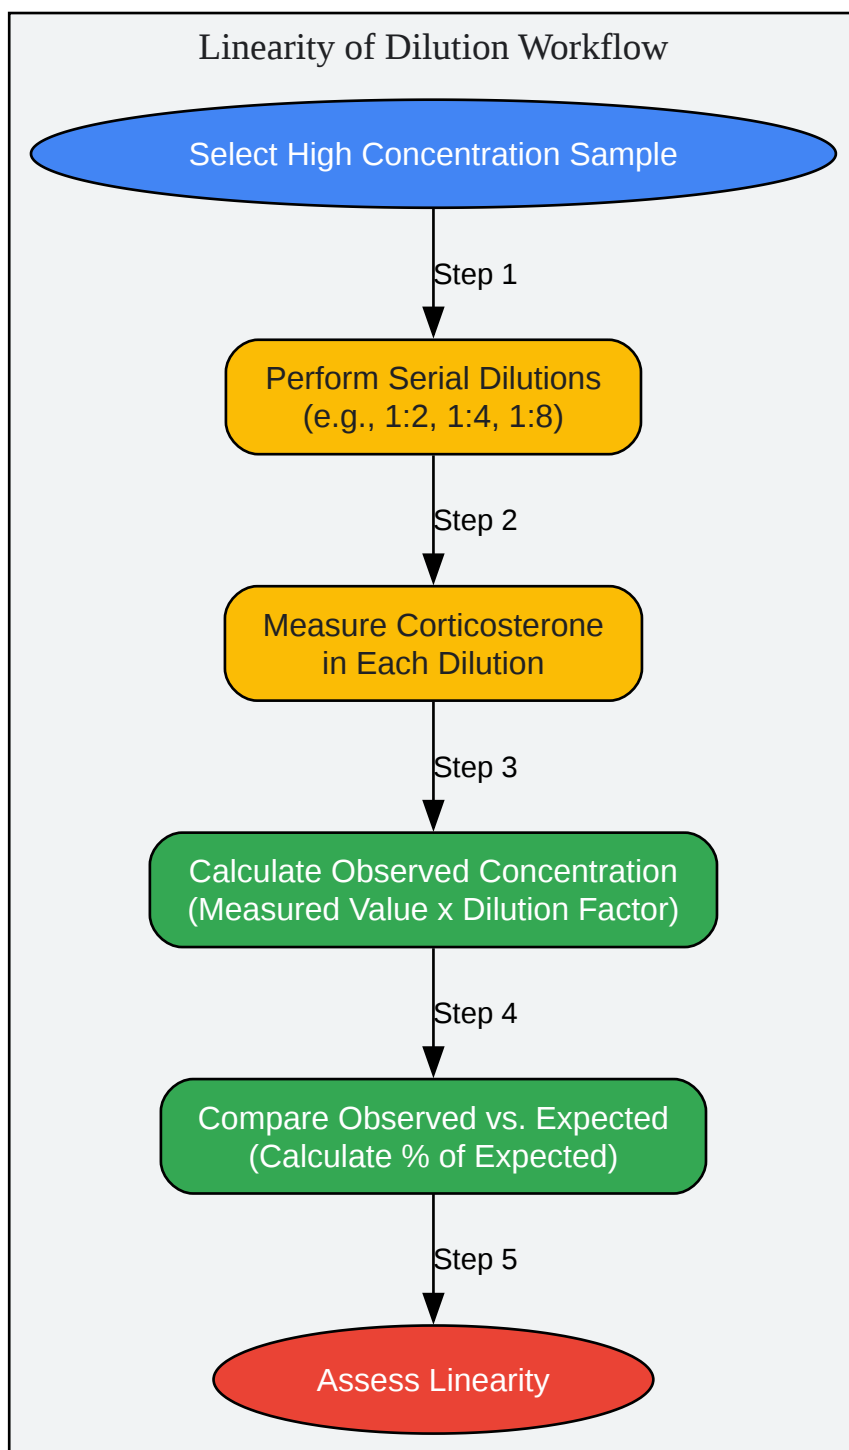 Linearity of Dilution Workflow
Select High Concentration Sample
Step 1
Perform Serial Dilutions
(e.g., 1:2, 1:4, 1:8)
Step 2
Measure Corticosterone
in Each Dilution
Step 3
Calculate Observed Concentration
(Measured Value x Dilution Factor)
Step 4
Compare Observed vs. Expected
(Calculate % of Expected)
Step 5
Assess Linearity